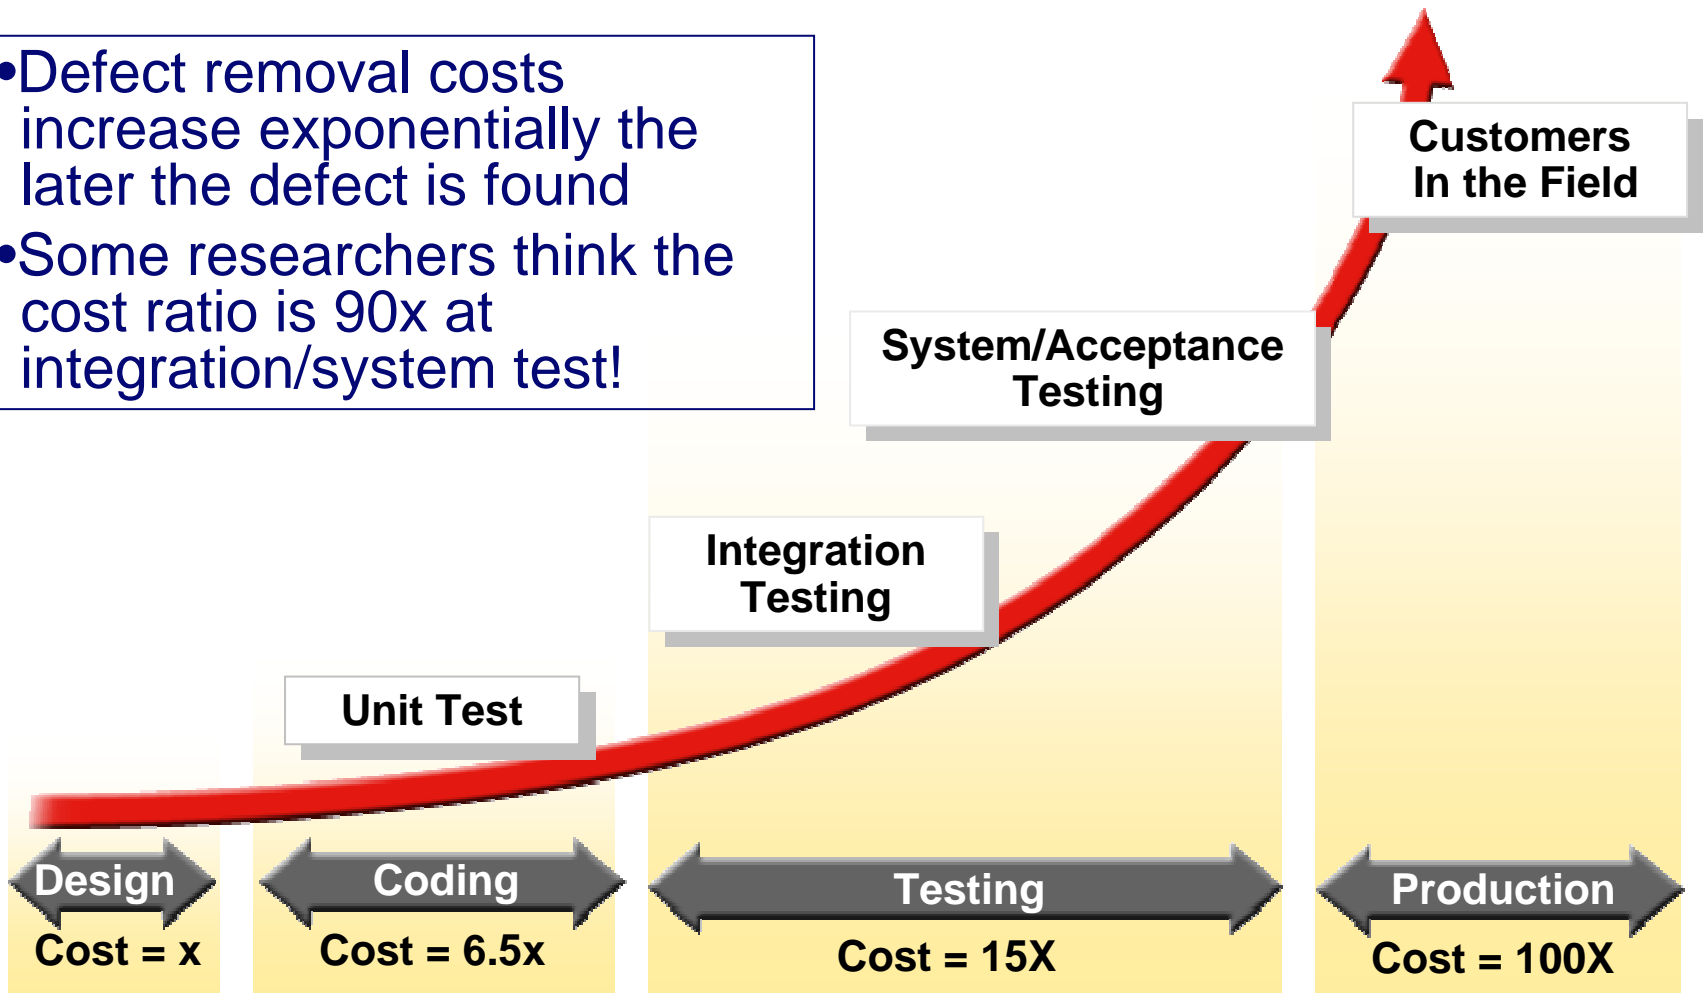 •Defect removal costs
increase exponentially the
later the defect is found
•Some researchers think the
cost ratio is 90x at
integration/system test!
Customers
In the Field
System/Acceptance
Testing
Integration
Testing
Unit Test
Design
Coding
Testing
Production
Cost = x
Cost = 6.5x
Cost = 15X
Cost = 100X